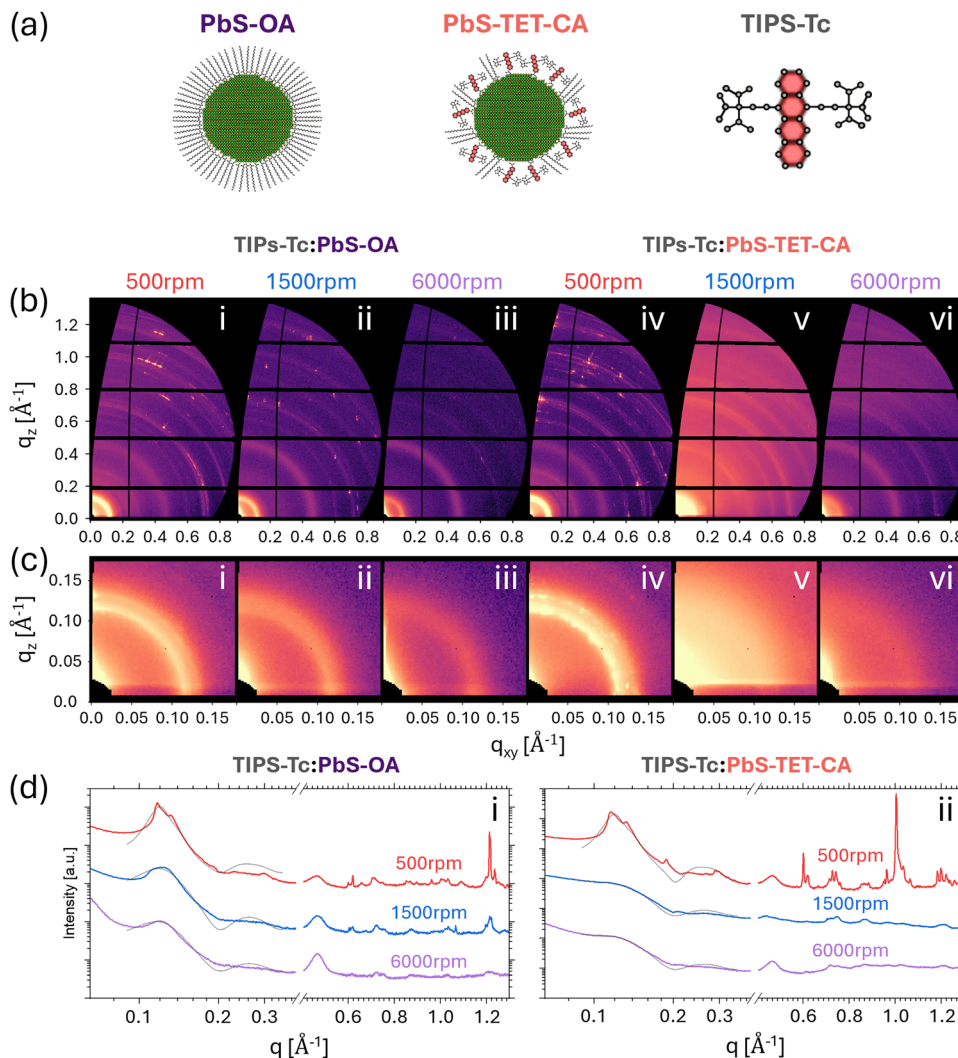 (a)
PbS-OA PbS-TET-CA TIPS-Tc
TIPs-Tc:PbS-OA TIPs-Tc:PbS-TET-CA
500rpm 1500rpm 6000rpm 500rpm 1500rpm 6000rpm
(b)
i ii iii iv v vi
1.2
1.0
0.8
0.6
0.4
0.2
0.0
q_z [Å⁻¹]
0.0 0.2 0.4 0.6 0.8 0.2 0.4 0.6 0.8 0.2 0.4 0.6 0.8 0.2 0.4 0.6 0.8 0.2 0.4 0.6 0.8 0.2 0.4 0.6 0.8
(c)
i ii iii iv v vi
0.15
0.10
0.05
0.0
q_z [Å⁻¹]
0.0 0.05 0.10 0.15 0.05 0.10 0.15 0.05 0.10 0.15 0.05 0.10 0.15 0.05 0.10 0.15 0.05 0.10 0.15
q_xy [Å⁻¹]
TIPS-Tc:PbS-OA TIPS-Tc:PbS-TET-CA
(d)
i
Intensity [a.u.]
500rpm
1500rpm
6000rpm
0.1 0.2 0.3 0.6 0.8 1.0 1.2
q [Å⁻¹]
ii
500rpm
1500rpm
6000rpm
0.1 0.2 0.3 0.6 0.8 1.0 1.2
q [Å⁻¹]